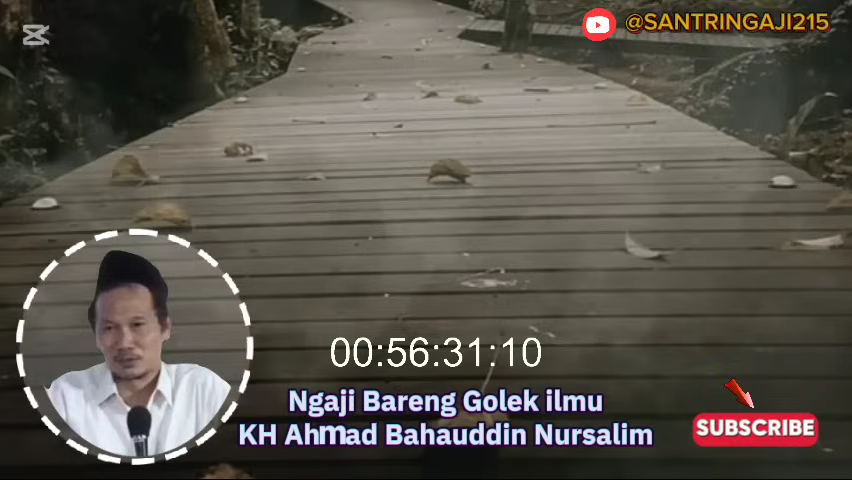 @SANTRINGAJI215
00:56:31:10
Ngaji Bareng Golek ilmu
KH Ahmad Bahauddin Nursalim
SUBSCRIBE